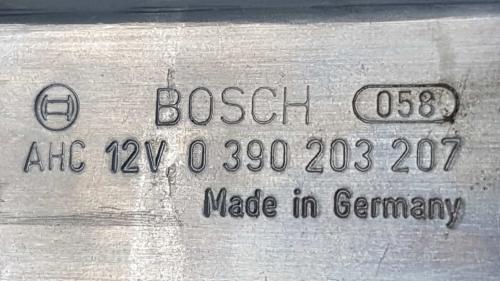 BOSCH 058
AHC 12V 0 390 203 207
Made in Germany